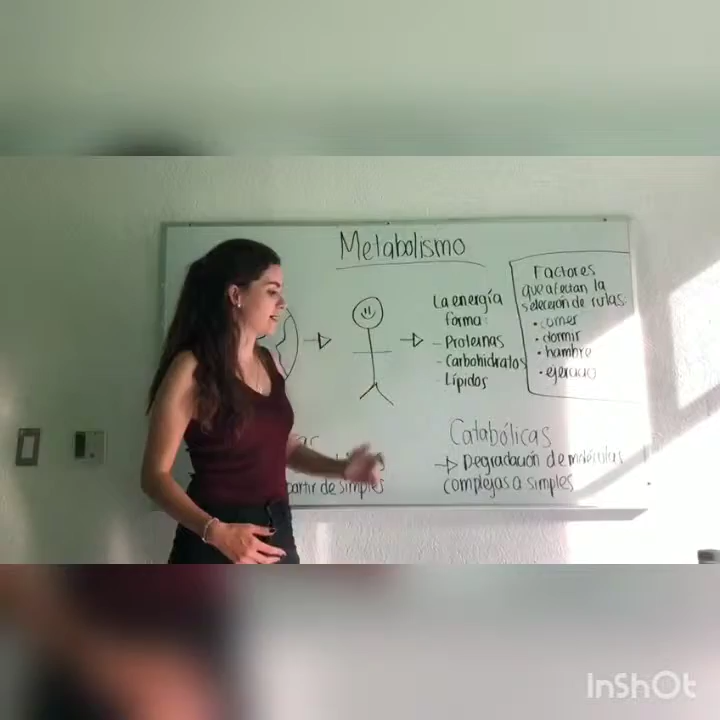 Metabolismo
La energía
forma:
- Proteínas
- Carbohidratos
- Lípidos
Factores
que afectan la
selección de rutas:
• comer
• dormir
• hambre
• ejercicio
partir de simples
Catabólicas
→ Degradación de moléculas
complejas a simples
InShOt